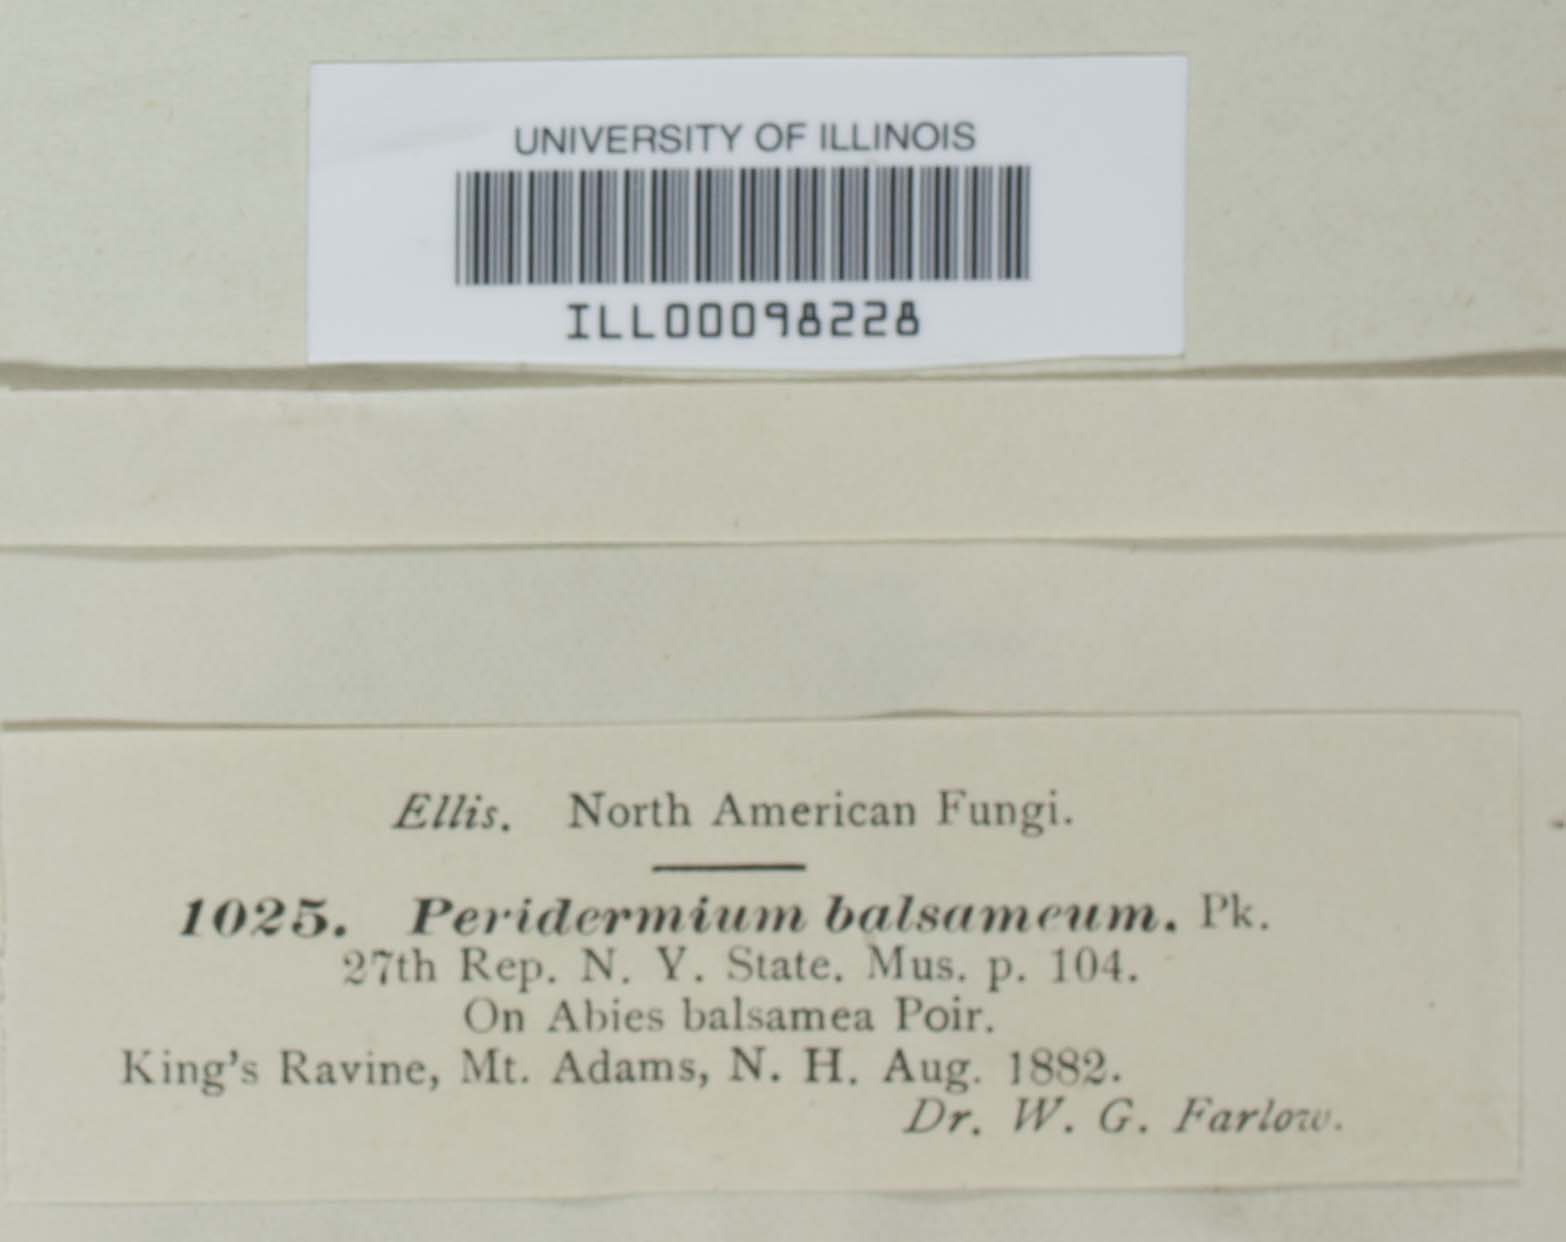 UNIVERSITY OF ILLINOIS
ILL00098228
Ellis. North American Fungi.
1025. Peridermium balsameum. Pk.
27th Rep. N. Y. State. Mus. p. 104.
On Abies balsamea Poir.
King's Ravine, Mt. Adams, N. H. Aug. 1882.
Dr. W. G. Farlow.